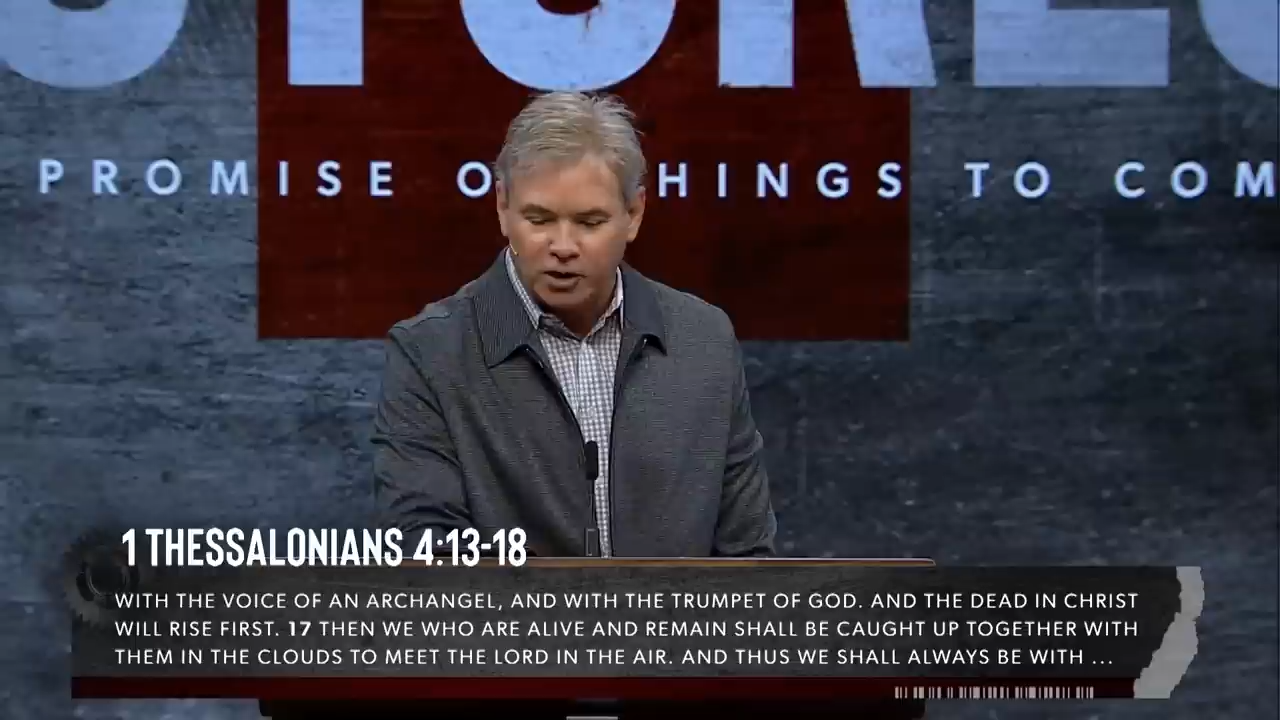 PROMISE O HINGS TO COM
1 THESSALONIANS 4:13-18
WITH THE VOICE OF AN ARCHANGEL, AND WITH THE TRUMPET OF GOD. AND THE DEAD IN CHRIST
WILL RISE FIRST. 17 THEN WE WHO ARE ALIVE AND REMAIN SHALL BE CAUGHT UP TOGETHER WITH
THEM IN THE CLOUDS TO MEET THE LORD IN THE AIR. AND THUS WE SHALL ALWAYS BE WITH ...